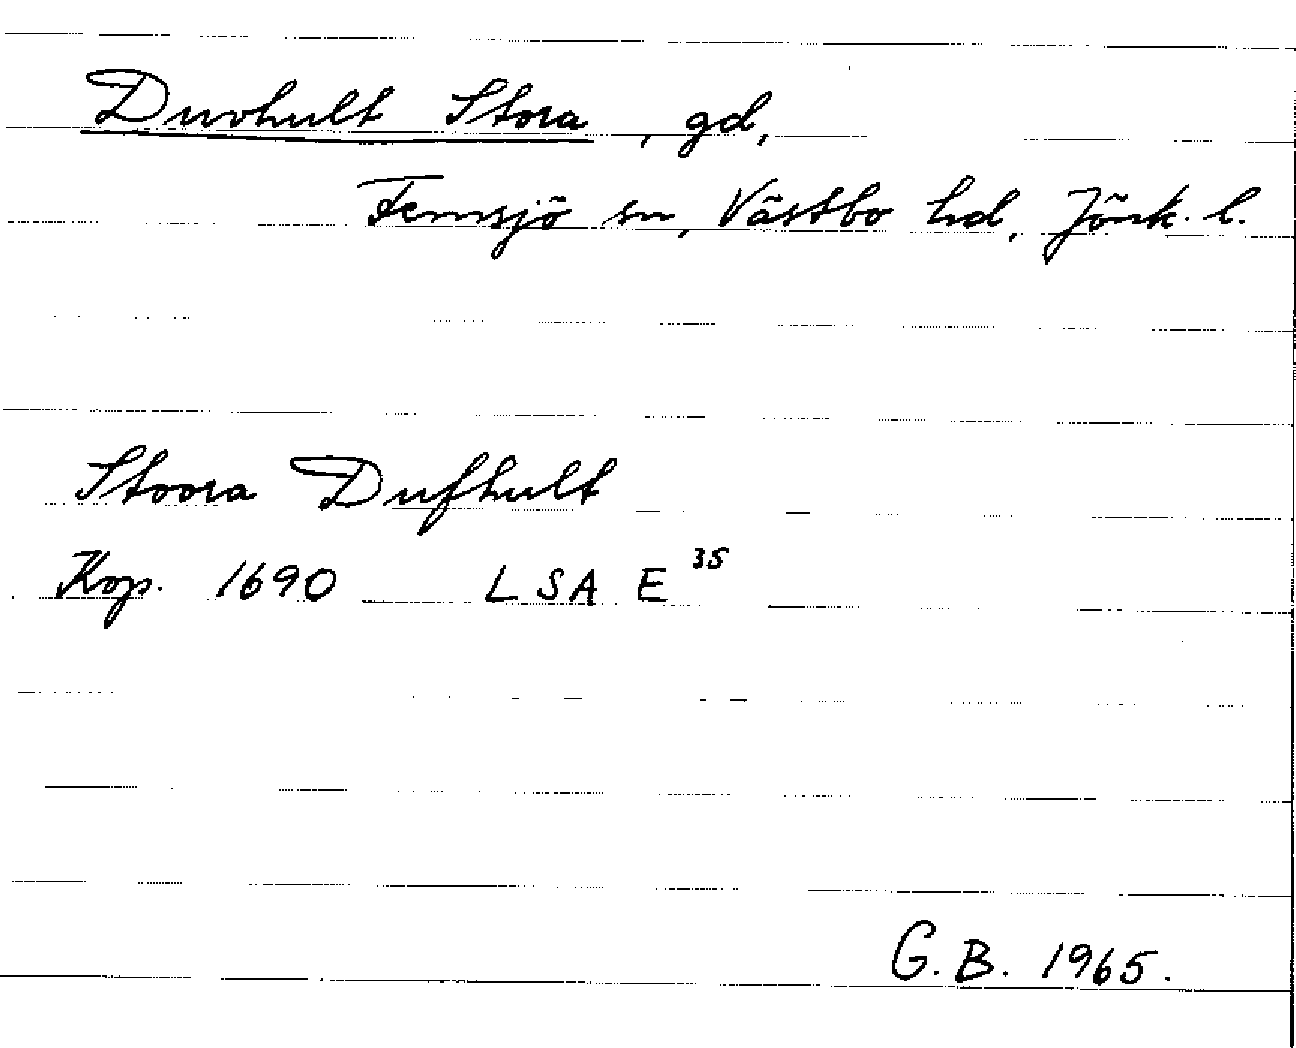 Duvhult Stora, gd,
Femsjö sn, Västbo hd, Jönk. l.
Stoora Dufhult
Kop. 1690 LSA E 35
G.B. 1965.